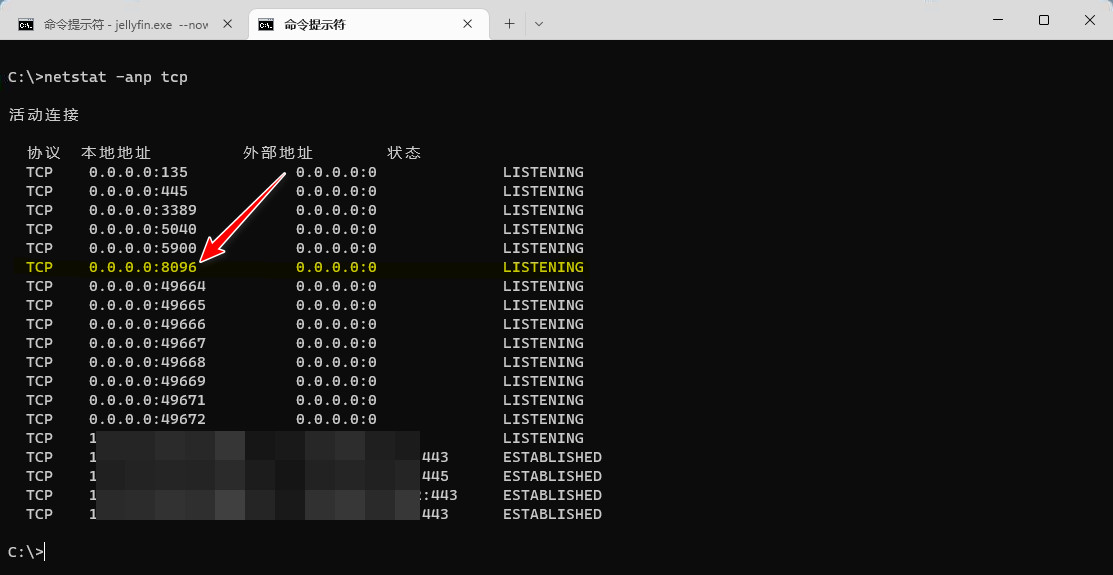 命令提示符 - jellyfin.exe --now
命令提示符
C:\>netstat -anp tcp
活动连接
协议 本地地址 外部地址 状态
TCP 0.0.0.0:135 0.0.0.0:0 LISTENING
TCP 0.0.0.0:445 0.0.0.0:0 LISTENING
TCP 0.0.0.0:3389 0.0.0.0:0 LISTENING
TCP 0.0.0.0:5040 0.0.0.0:0 LISTENING
TCP 0.0.0.0:5900 0.0.0.0:0 LISTENING
TCP 0.0.0.0:8096 0.0.0.0:0 LISTENING
TCP 0.0.0.0:49664 0.0.0.0:0 LISTENING
TCP 0.0.0.0:49665 0.0.0.0:0 LISTENING
TCP 0.0.0.0:49666 0.0.0.0:0 LISTENING
TCP 0.0.0.0:49667 0.0.0.0:0 LISTENING
TCP 0.0.0.0:49668 0.0.0.0:0 LISTENING
TCP 0.0.0.0:49669 0.0.0.0:0 LISTENING
TCP 0.0.0.0:49671 0.0.0.0:0 LISTENING
TCP 0.0.0.0:49672 0.0.0.0:0 LISTENING
TCP 1 LISTENING
TCP 1 443 ESTABLISHED
TCP 1 445 ESTABLISHED
TCP 1 :443 ESTABLISHED
TCP 1 443 ESTABLISHED
C:\>